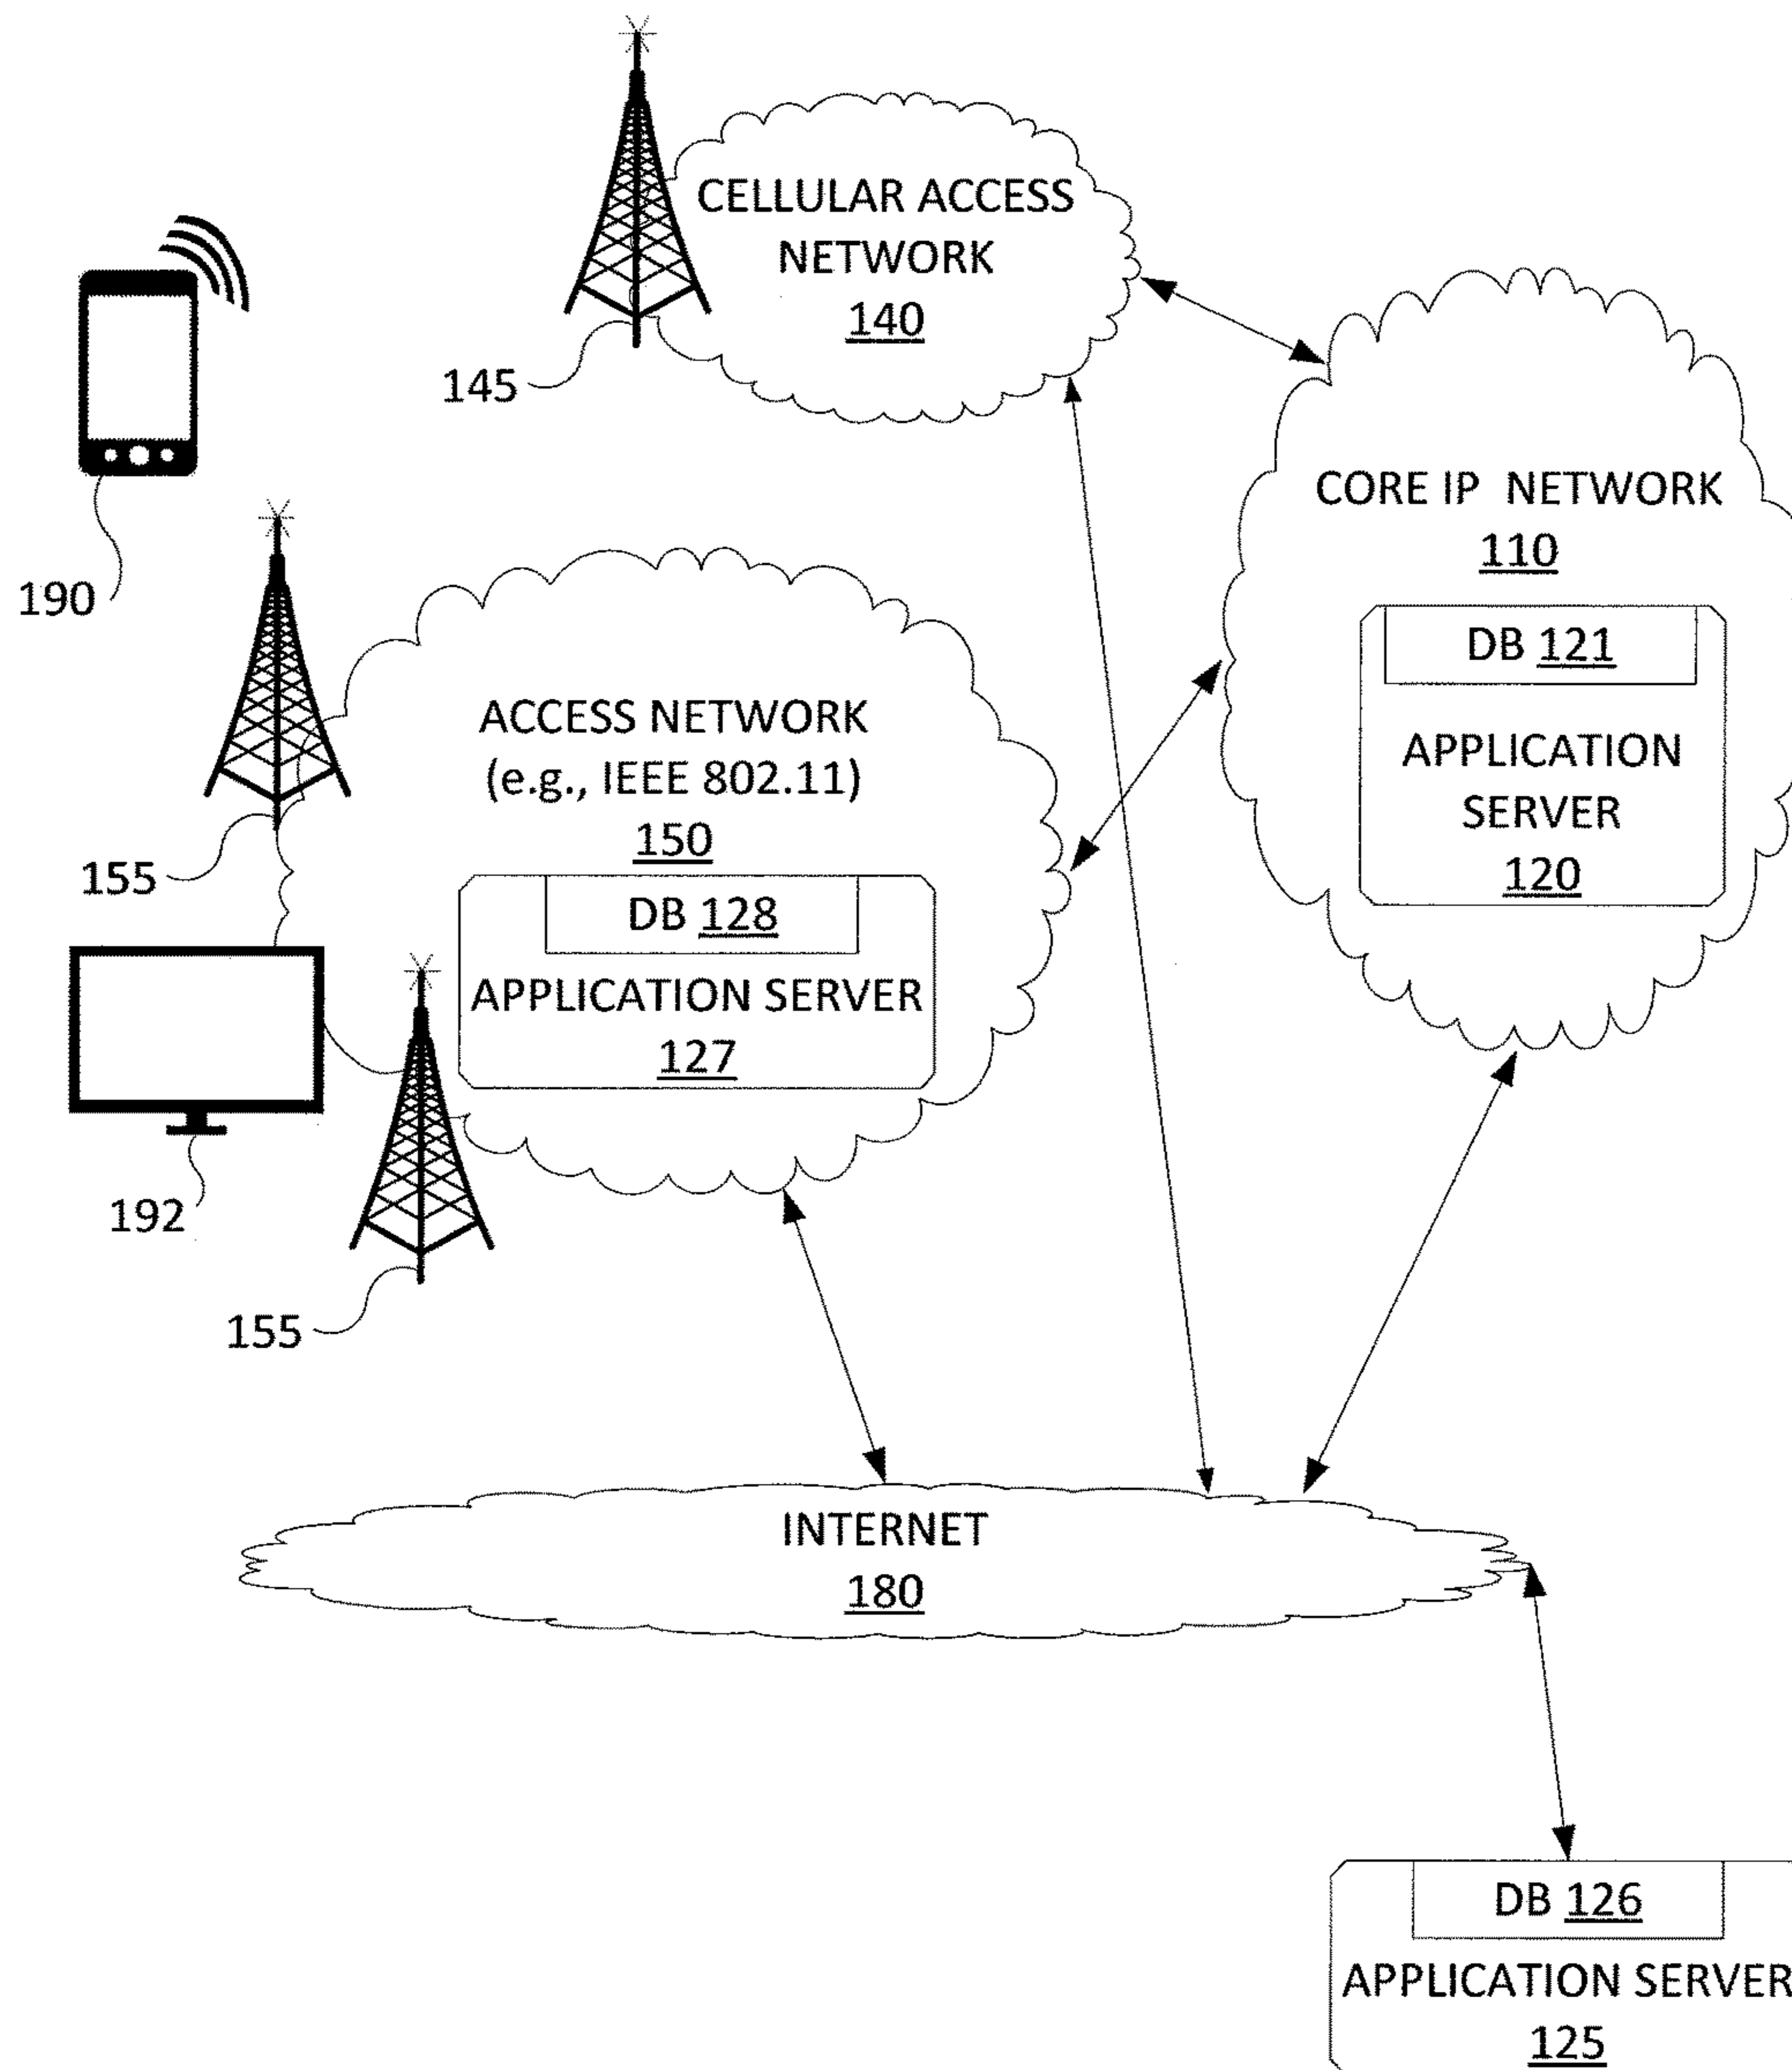 CELLULAR ACCESS
NETWORK
140
145
190
CORE IP NETWORK
110
DB 121
APPLICATION
SERVER
120
ACCESS NETWORK
(e.g., IEEE 802.11)
150
155
DB 128
APPLICATION SERVER
127
192
155
INTERNET
180
DB 126
APPLICATION SERVER
125